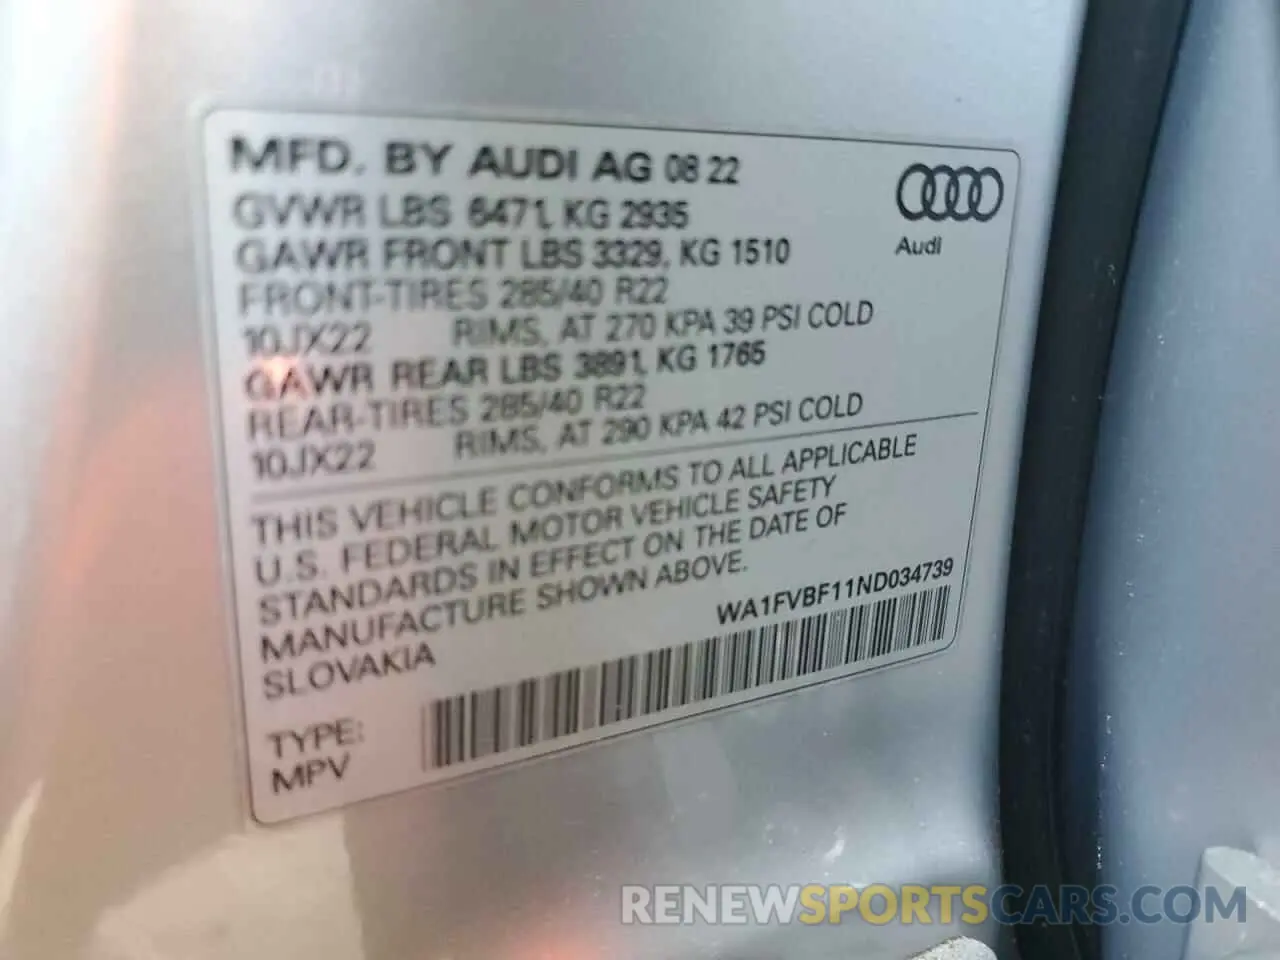 MFD. BY AUDI AG 08 22
GVWR LBS 6471, KG 2935
GAWR FRONT LBS 3329, KG 1510
FRONT-TIRES 285/40 R22
10JX22 RIMS, AT 270 KPA 39 PSI COLD
GAWR REAR LBS 3891, KG 1765
REAR-TIRES 285/40 R22
10JX22 RIMS, AT 290 KPA 42 PSI COLD
Audi
THIS VEHICLE CONFORMS TO ALL APPLICABLE
U.S. FEDERAL MOTOR VEHICLE SAFETY
STANDARDS IN EFFECT ON THE DATE OF
MANUFACTURE SHOWN ABOVE.
SLOVAKIA
WA1FVBF11ND034739
TYPE:
MPV
RENEWSPORTSCARS.COM